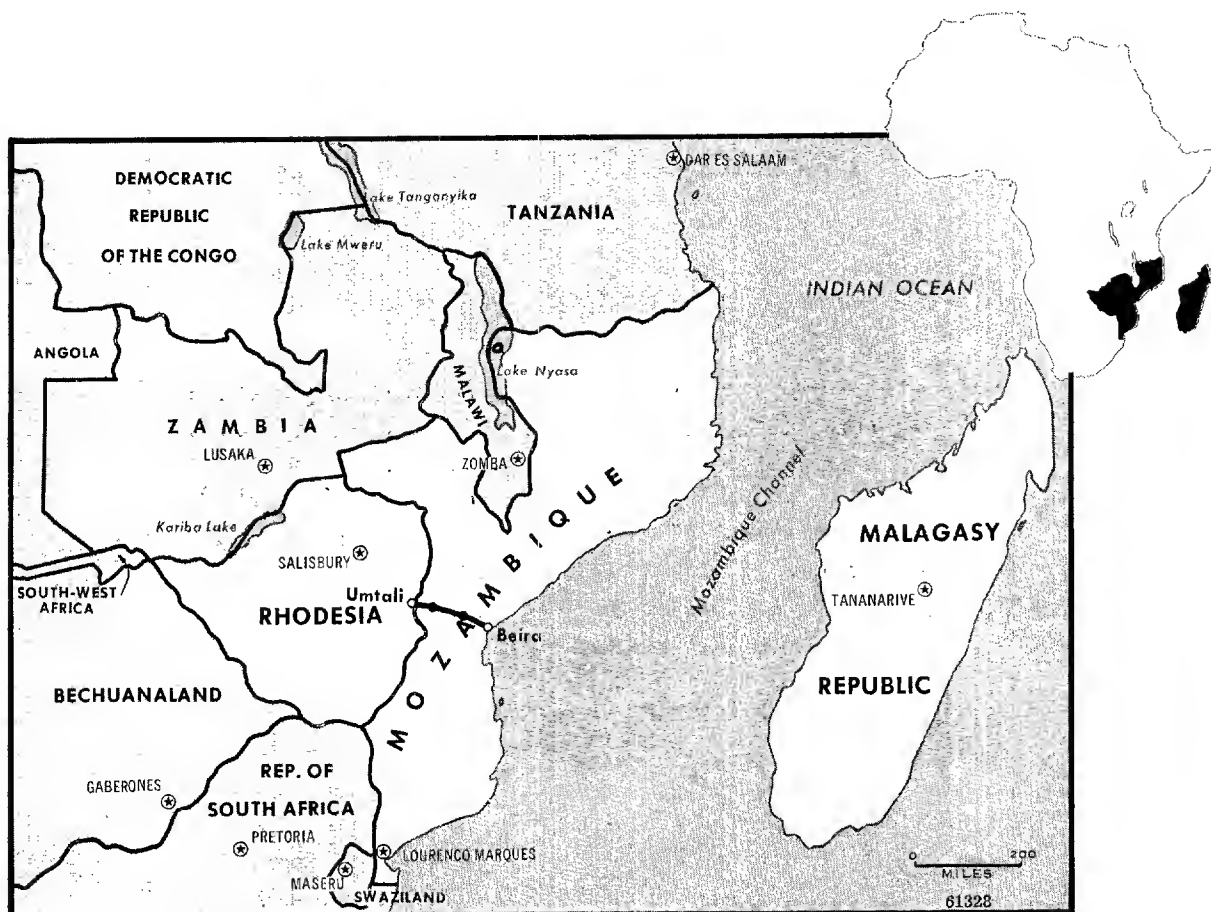 DEMOCRATIC
REPUBLIC
OF THE CONGO
Lake Tanganyika
Lake Mweru
TANZANIA
DAR ES SALAAM
INDIAN OCEAN
ANGOLA
MALAWI
Lake Nyasa
ZAMBIA
LUSAKA
ZOMBA
Kariba Lake
SALISBURY
SOUTH-WEST
AFRICA
RHODESIA
Umtali
Beira
MOZAMBIQUE
Mozambique Channel
MALAGASY
TANANARIVE
REPUBLIC
BECHUANALAND
GABERONES
REP. OF
SOUTH AFRICA
PRETORIA
MASERU
LOURENCO MARQUES
SWAZILAND
0 200
MILES
61328